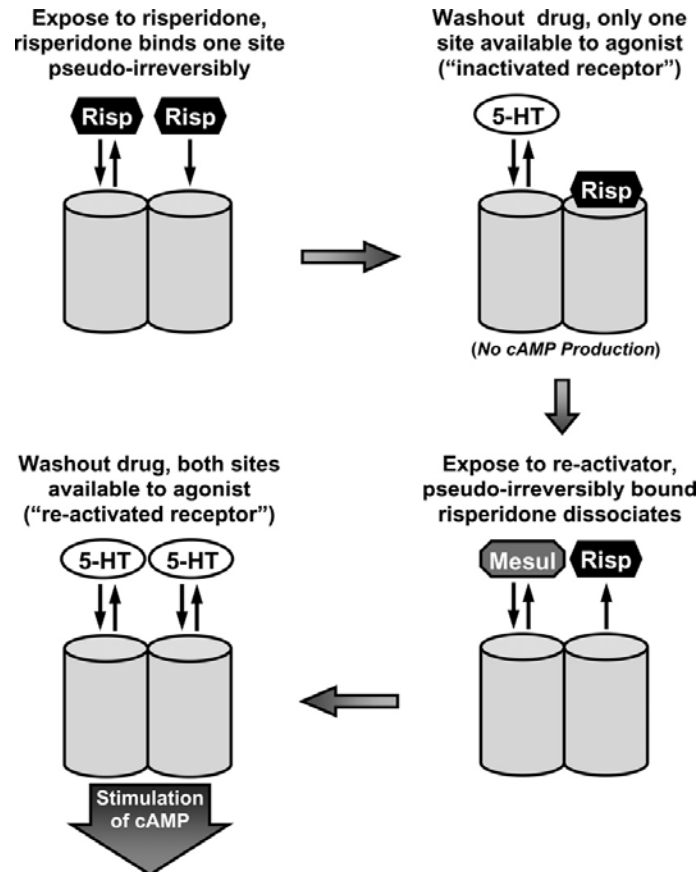 Expose to risperidone,
risperidone binds one site
pseudo-irreversibly
Risp
Risp
Washout drug, only one
site available to agonist
(“inactivated receptor”)
5-HT
Risp
(No cAMP Production)
Expose to re-activator,
pseudo-irreversibly bound
risperidone dissociates
Mesul
Risp
Washout drug, both sites
available to agonist
(“re-activated receptor”)
5-HT
5-HT
Stimulation
of cAMP